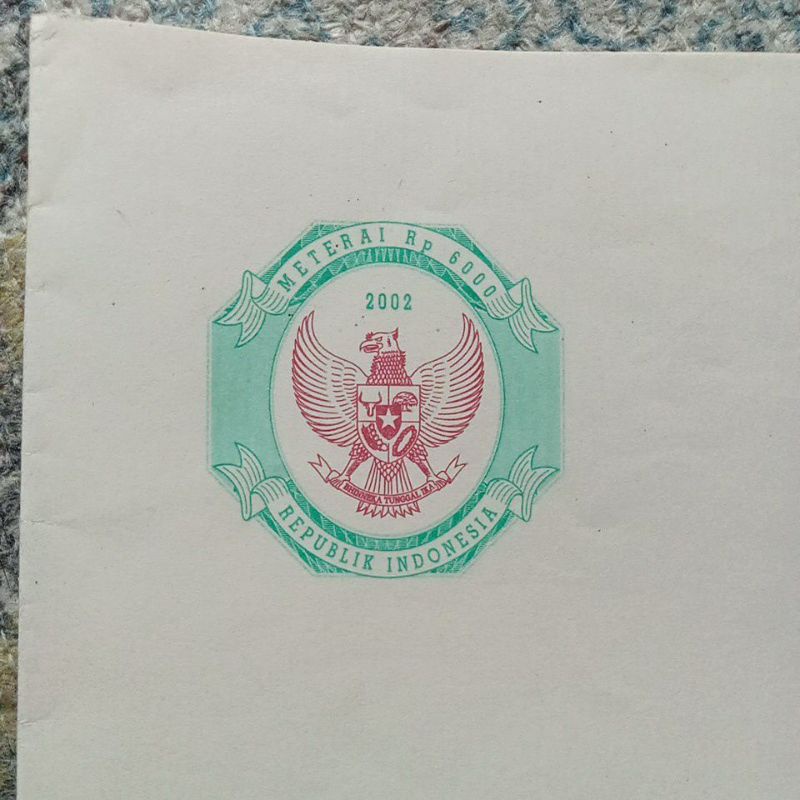 METERAI Rp 6000
2002
BHINNEKA TUNGGAL IKA
REPUBLIK INDONESIA